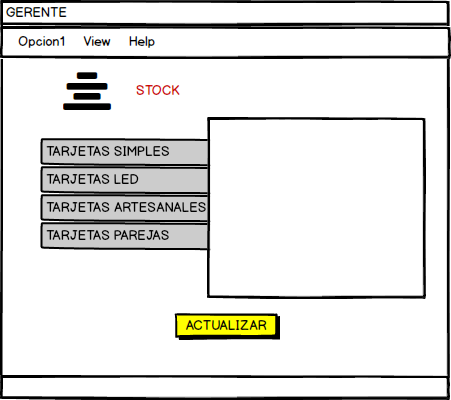 GERENTE
Opcion1 View Help
STOCK
TARJETAS SIMPLES
TARJETAS LED
TARJETAS ARTESANALES
TARJETAS PAREJAS
ACTUALIZAR